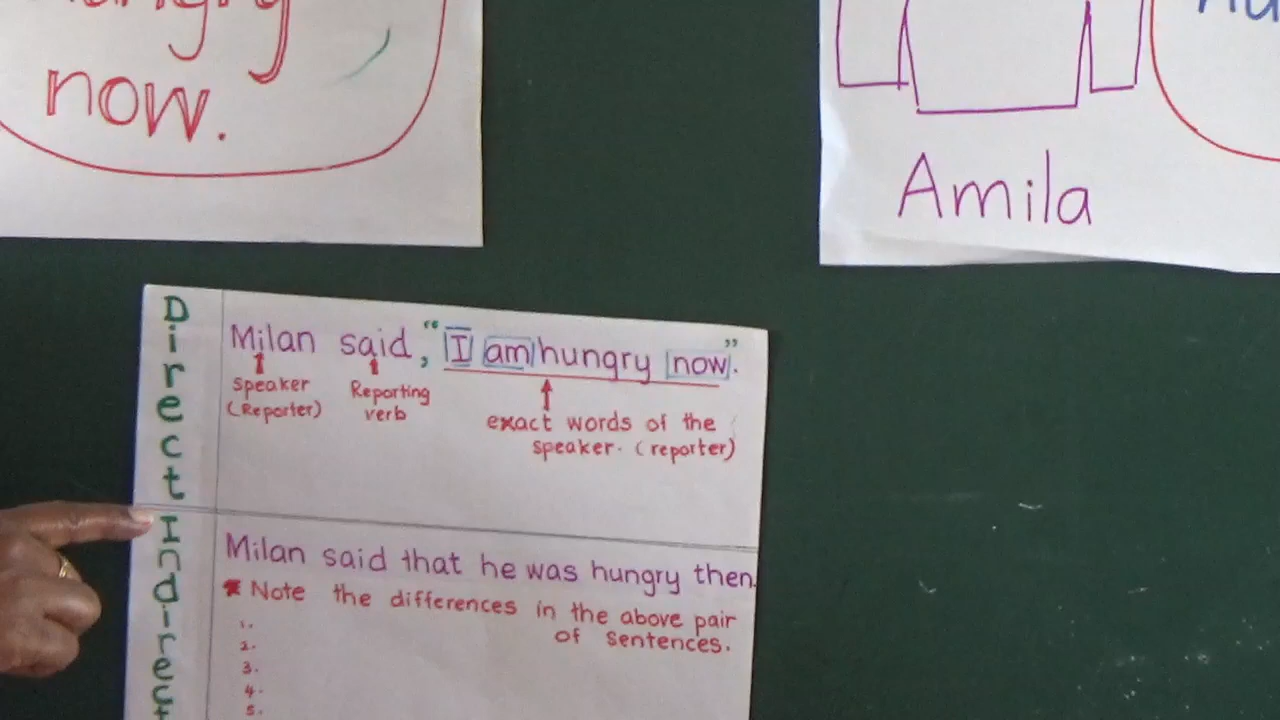 now.
Amila
Direct
Milan said, "I am hungry now".
Speaker
(Reporter)
Reporting
verb
exact words of the
speaker. (reporter)
Indirect
Milan said that he was hungry then.
* Note the differences in the above pair
of sentences.
1.
2.
3.
4.
5.